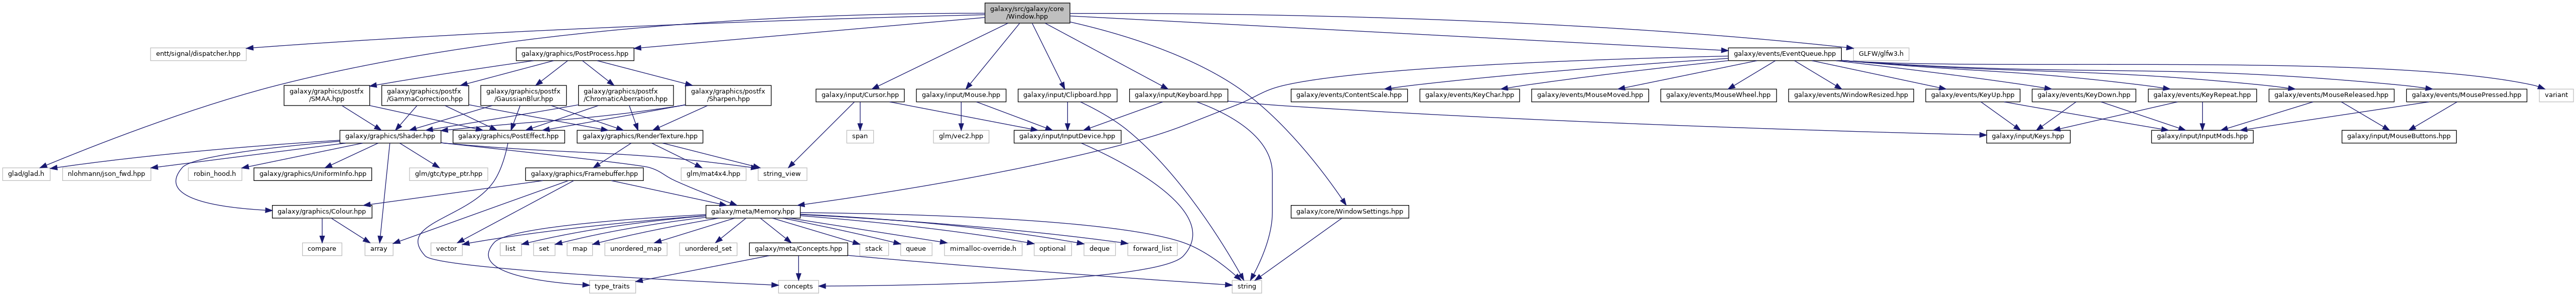 galaxy/src/galaxy/core
/Window.hpp
entt/signal/dispatcher.hpp
galaxy/graphics/PostProcess.hpp
galaxy/events/EventQueue.hpp
GLFW/glfw3.h
galaxy/graphics/postfx
/SMAA.hpp
galaxy/graphics/postfx
/GammaCorrection.hpp
galaxy/graphics/postfx
/GaussianBlur.hpp
galaxy/graphics/postfx
/ChromaticAberration.hpp
galaxy/graphics/postfx
/Sharpen.hpp
galaxy/input/Cursor.hpp
galaxy/input/Mouse.hpp
galaxy/input/Clipboard.hpp
galaxy/input/Keyboard.hpp
galaxy/events/ContentScale.hpp
galaxy/events/KeyChar.hpp
galaxy/events/MouseMoved.hpp
galaxy/events/MouseWheel.hpp
galaxy/events/WindowResized.hpp
galaxy/events/KeyUp.hpp
galaxy/events/KeyDown.hpp
galaxy/events/KeyRepeat.hpp
galaxy/events/MouseReleased.hpp
galaxy/events/MousePressed.hpp
variant
galaxy/graphics/Shader.hpp
galaxy/graphics/PostEffect.hpp
galaxy/graphics/RenderTexture.hpp
span
glm/vec2.hpp
galaxy/input/InputDevice.hpp
galaxy/input/Keys.hpp
galaxy/input/InputMods.hpp
galaxy/input/MouseButtons.hpp
glad/glad.h
nlohmann/json_fwd.hpp
robin_hood.h
galaxy/graphics/UniformInfo.hpp
glm/gtc/type_ptr.hpp
galaxy/graphics/Framebuffer.hpp
glm/mat4x4.hpp
string_view
galaxy/graphics/Colour.hpp
galaxy/meta/Memory.hpp
galaxy/core/WindowSettings.hpp
compare
array
vector
list
set
map
unordered_map
unordered_set
galaxy/meta/Concepts.hpp
stack
queue
mimalloc-override.h
optional
deque
forward_list
type_traits
concepts
string